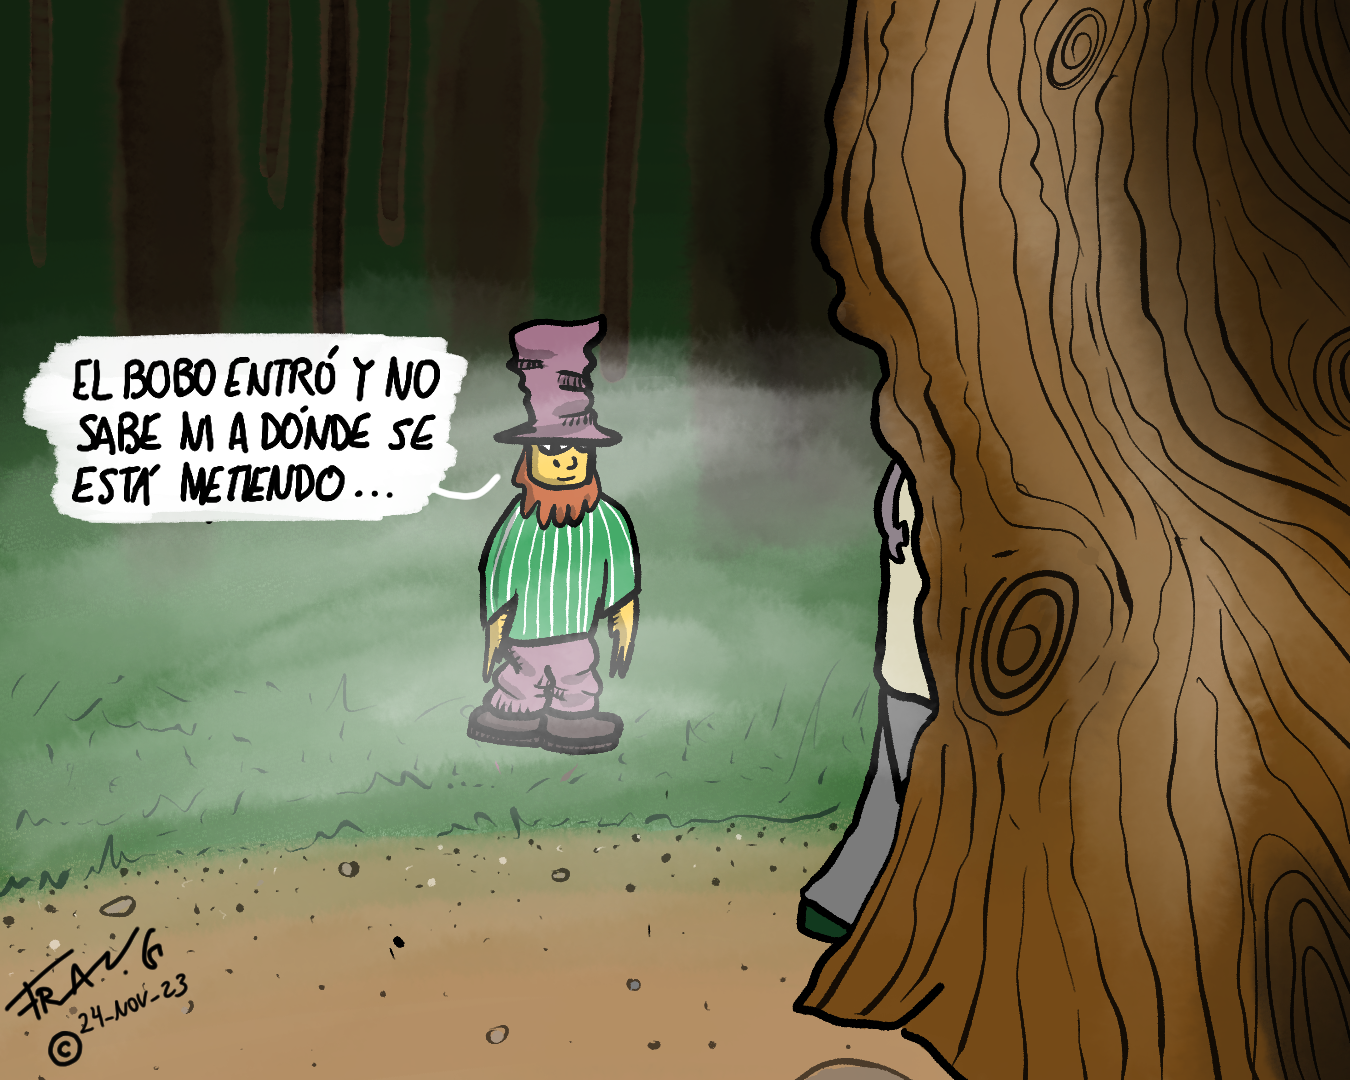 EL BOBO ENTRÓ Y NO
SABE NI A DÓNDE SE
ESTÁ METIENDO...
FRAN.G
24-NOV-23
©